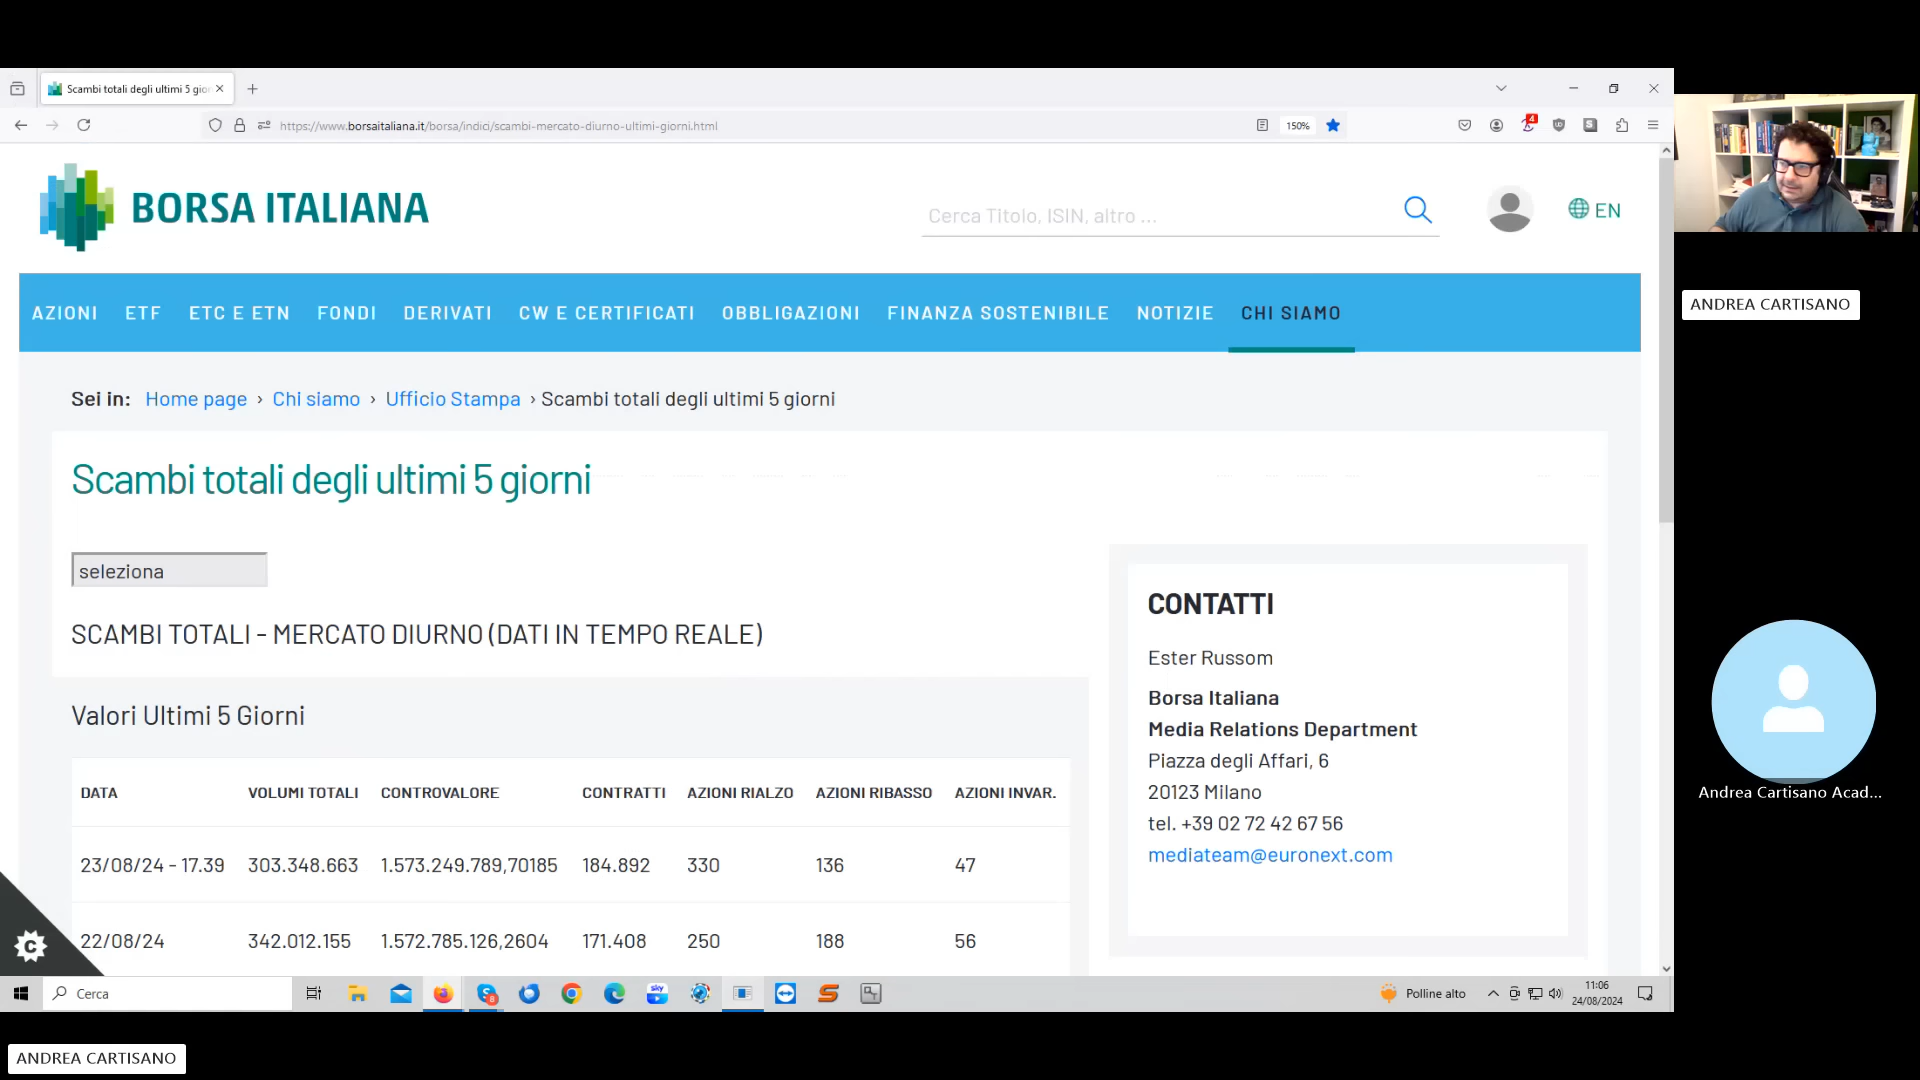 Scambi totali degli ultimi 5 gior
https://www.borsaitaliana.it/borsa/indici/scambi-mercato-diurno-ultimi-giorni.html
150%
4
BORSA ITALIANA
Cerca Titolo, ISIN, altro ...
EN
AZIONI ETF ETC E ETN FONDI DERIVATI CW E CERTIFICATI OBBLIGAZIONI FINANZA SOSTENIBILE NOTIZIE CHI SIAMO
Sei in: Home page › Chi siamo › Ufficio Stampa › Scambi totali degli ultimi 5 giorni
Scambi totali degli ultimi 5 giorni
seleziona
SCAMBI TOTALI - MERCATO DIURNO (DATI IN TEMPO REALE)
Valori Ultimi 5 Giorni
DATA VOLUMI TOTALI CONTROVALORE CONTRATTI AZIONI RIALZO AZIONI RIBASSO AZIONI INVAR.
23/08/24 - 17.39 303.348.663 1.573.249.789,70185 184.892 330 136 47
22/08/24 342.012.155 1.572.785.126,2604 171.408 250 188 56
CONTATTI
Ester Russom
Borsa Italiana
Media Relations Department
Piazza degli Affari, 6
20123 Milano
tel. +39 02 72 42 67 56
mediateam@euronext.com
Cerca
sky
8
Polline alto
11:06
24/08/2024
ANDREA CARTISANO
Andrea Cartisano Acad...
ANDREA CARTISANO